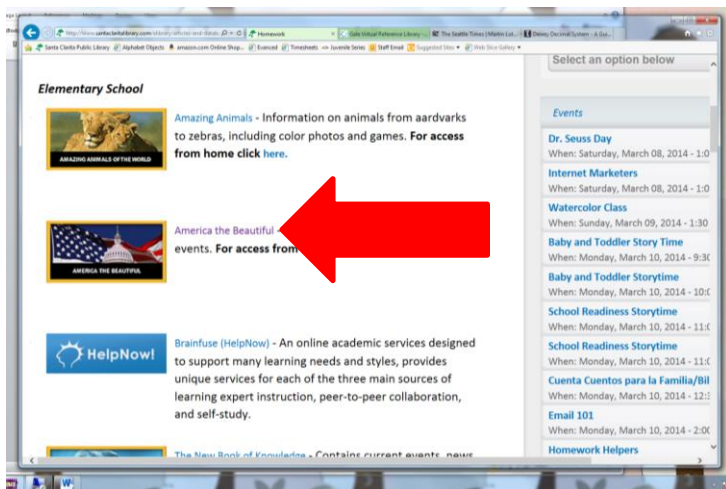 http://www.santaclaritalibrary.com
Homework
Gale Virtual Reference Library
The Seattle Times
Dewey Decimal System - A Gui...
Santa Clarita Public Library
Alphabet Objects
amazon.com Online Shop...
Evanced
Timesheets
Juvenile Series
Staff Email
Suggested Sites
Web Slice Gallery
Select an option below
Elementary School
AMAZING ANIMALS OF THE WORLD
Amazing Animals - Information on animals from aardvarks
to zebras, including color photos and games. For access
from home click here.
AMERICA THE BEAUTIFUL
America the Beautiful -
events. For access from
HelpNow!
Brainfuse (HelpNow) - An online academic services designed
to support many learning needs and styles, provides
unique services for each of the three main sources of
learning expert instruction, peer-to-peer collaboration,
and self-study.
The New Book of Knowledge - Contains current events, news
Events
Dr. Seuss Day
When: Saturday, March 08, 2014 - 1:0
Internet Marketers
When: Saturday, March 08, 2014 - 1:0
Watercolor Class
When: Sunday, March 09, 2014 - 1:30
Baby and Toddler Story Time
When: Monday, March 10, 2014 - 9:30
Baby and Toddler Storytime
When: Monday, March 10, 2014 - 10:0
School Readiness Storytime
When: Monday, March 10, 2014 - 11:0
School Readiness Storytime
When: Monday, March 10, 2014 - 11:0
Cuenta Cuentos para la Familia/Bil
When: Monday, March 10, 2014 - 12:3
Email 101
When: Monday, March 10, 2014 - 2:00
Homework Helpers